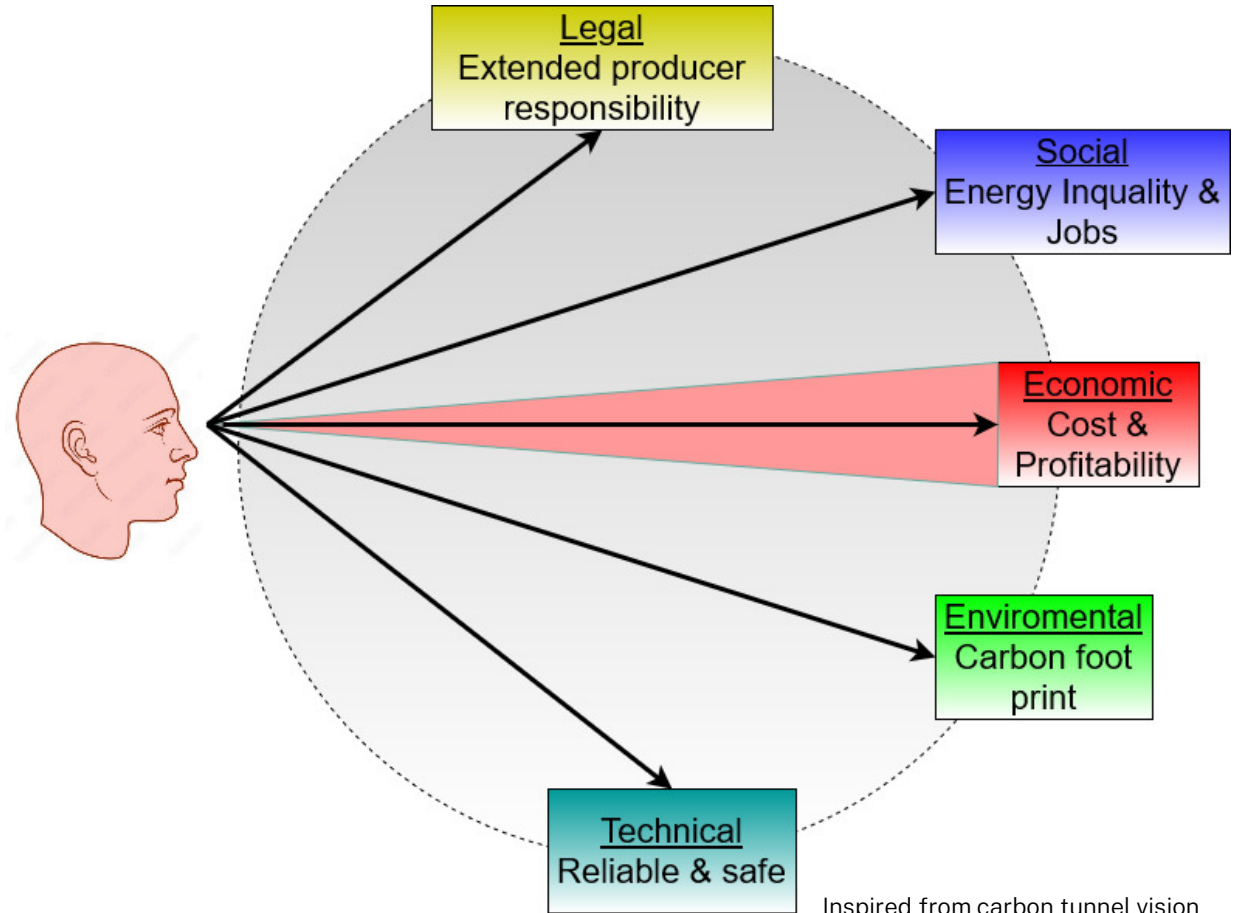 Legal
Extended producer
responsibility
Social
Energy Inquality &
Jobs
Economic
Cost &
Profitability
Enviromental
Carbon foot
print
Technical
Reliable & safe
Inspired from carbon tunnel vision